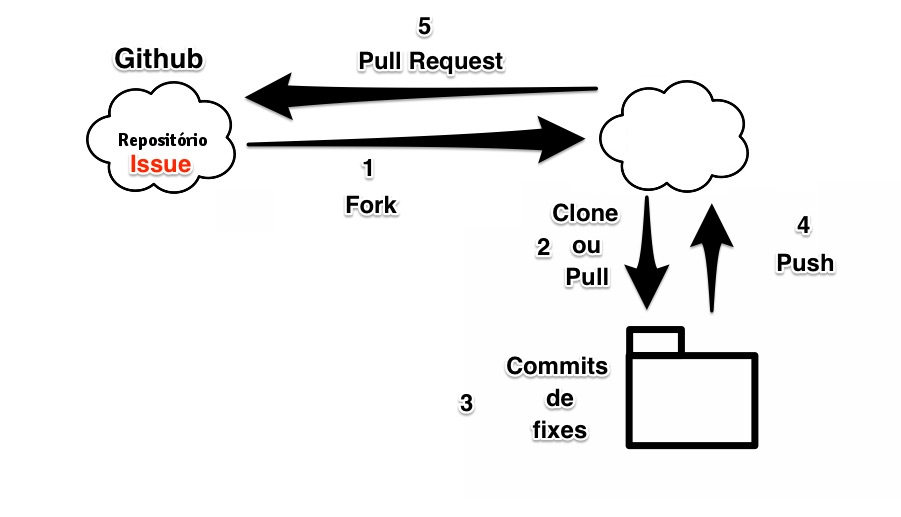 5
Pull Request
Github
Repositório
Issue
1
Fork
Clone
2 ou
Pull
4
Push
Commits
3 de
fixes